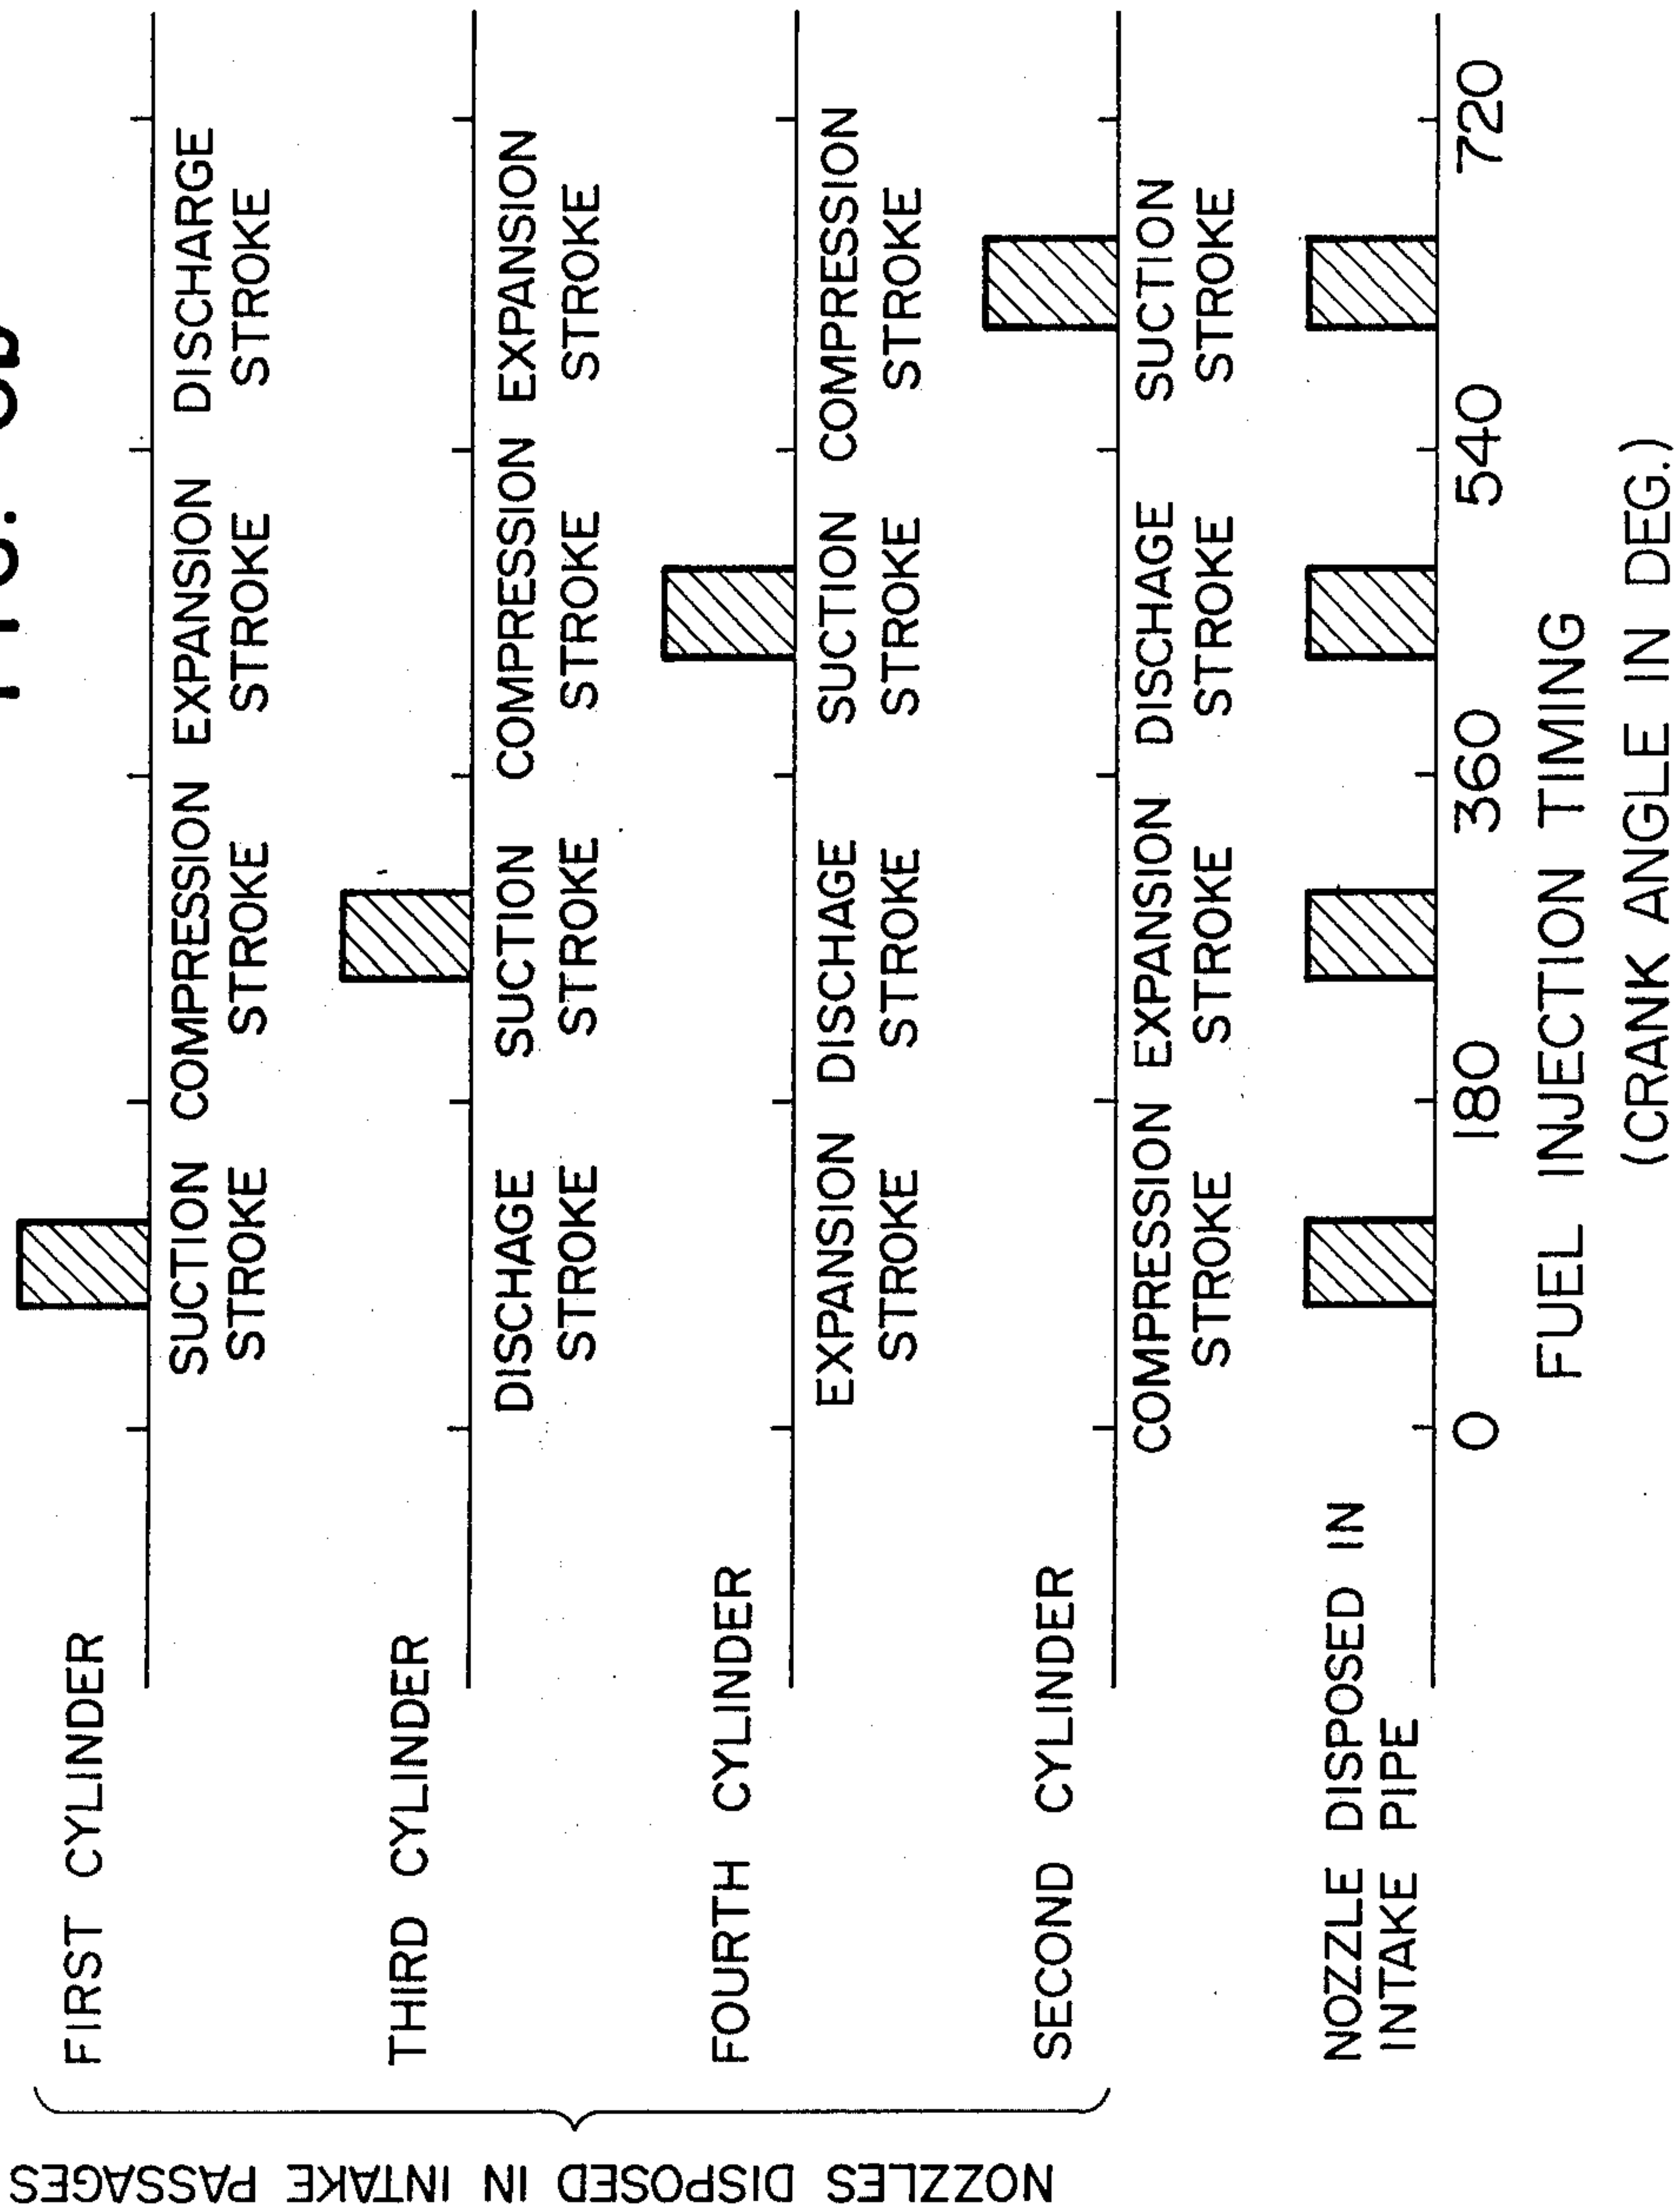 NOZZLES DISPOSED IN INTAKE PASSAGES
FIRST CYLINDER
SUCTION COMPRESSION EXPANSION DISCHARGE
STROKE STROKE STROKE STROKE
THIRD CYLINDER
DISCHAGE SUCTION COMPRESSION EXPANSION
STROKE STROKE STROKE STROKE
FOURTH CYLINDER
EXPANSION DISCHAGE SUCTION COMPRESSION
STROKE STROKE STROKE STROKE
SECOND CYLINDER
COMPRESSION EXPANSION DISCHAGE SUCTION
STROKE STROKE STROKE STROKE
NOZZLE DISPOSED IN
INTAKE PIPE
0 180 360 540 720
FUEL INJECTION TIMING
(CRANK ANGLE IN DEG.)